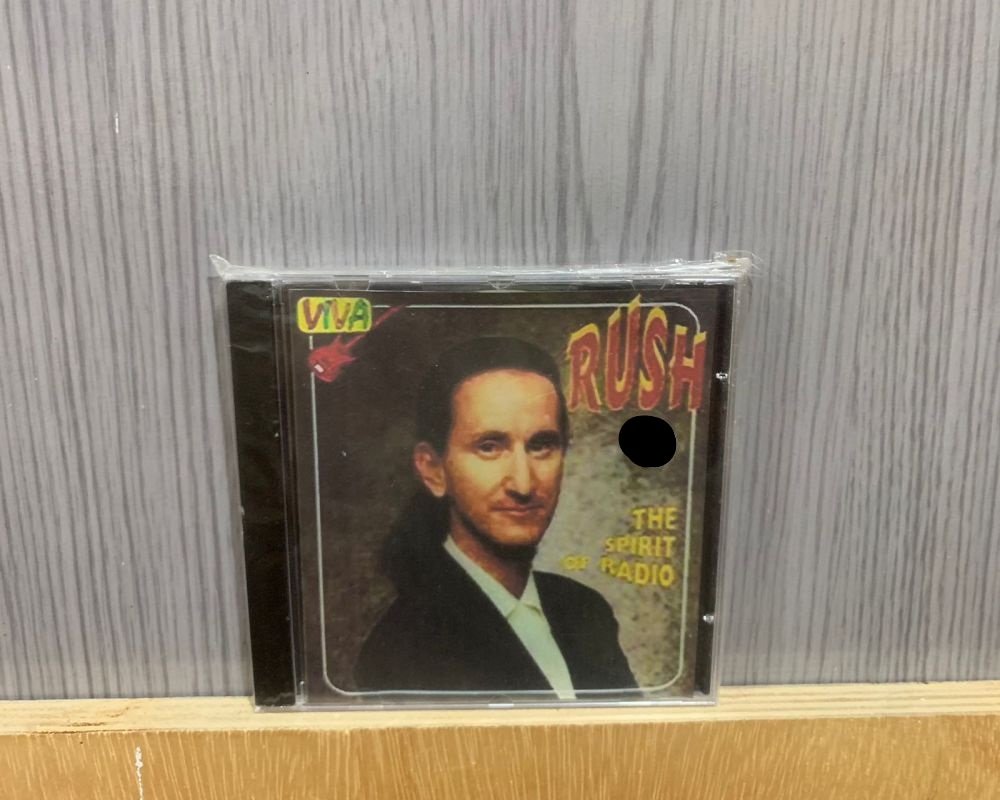 VIVA
RUSH
THE
SPIRIT
OF RADIO